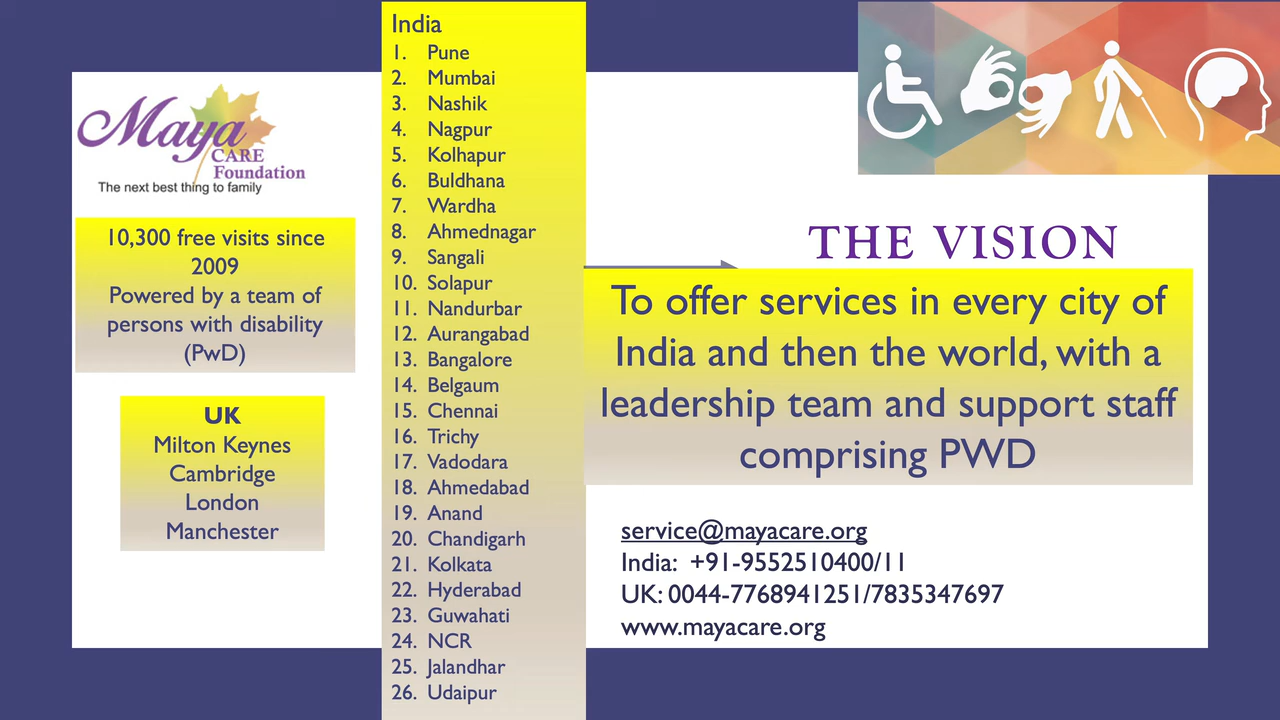 Maya
CARE
Foundation
The next best thing to family
10,300 free visits since
2009
Powered by a team of
persons with disability
(PwD)
UK
Milton Keynes
Cambridge
London
Manchester
India
1. Pune
2. Mumbai
3. Nashik
4. Nagpur
5. Kolhapur
6. Buldhana
7. Wardha
8. Ahmednagar
9. Sangali
10. Solapur
11. Nandurbar
12. Aurangabad
13. Bangalore
14. Belgaum
15. Chennai
16. Trichy
17. Vadodara
18. Ahmedabad
19. Anand
20. Chandigarh
21. Kolkata
22. Hyderabad
23. Guwahati
24. NCR
25. Jalandhar
26. Udaipur
THE VISION
To offer services in every city of
India and then the world, with a
leadership team and support staff
comprising PWD
service@mayacare.org
India: +91-9552510400/11
UK: 0044-7768941251/7835347697
www.mayacare.org